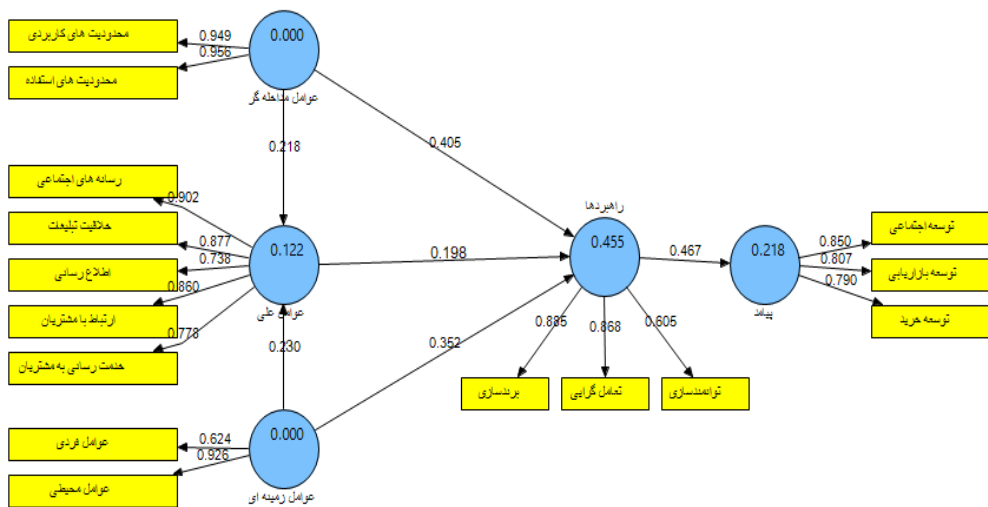 محدودیت های کاربردی
0.949
محدودیت های استفاده
0.956
0.000
عوامل مداخله گر
0.218
0.405
رسانه های اجتماعی
0.902
خلاقیت تبلیغات
0.877
اطلاع رسانی
0.738
ارتباط با مشتریان
0.860
خدمت رسانی به مشتریان
0.778
0.122
عوامل علی
0.198
راهبردها
0.455
0.467
0.218
پیامد
توسعه اجتماعی
0.850
توسعه بازاریابی
0.807
توسعه خرید
0.790
0.230
0.352
0.885
0.868
0.605
برندسازی
تعامل گرایی
توانمندسازی
عوامل فردی
0.624
عوامل محیطی
0.926
0.000
عوامل زمینه ای